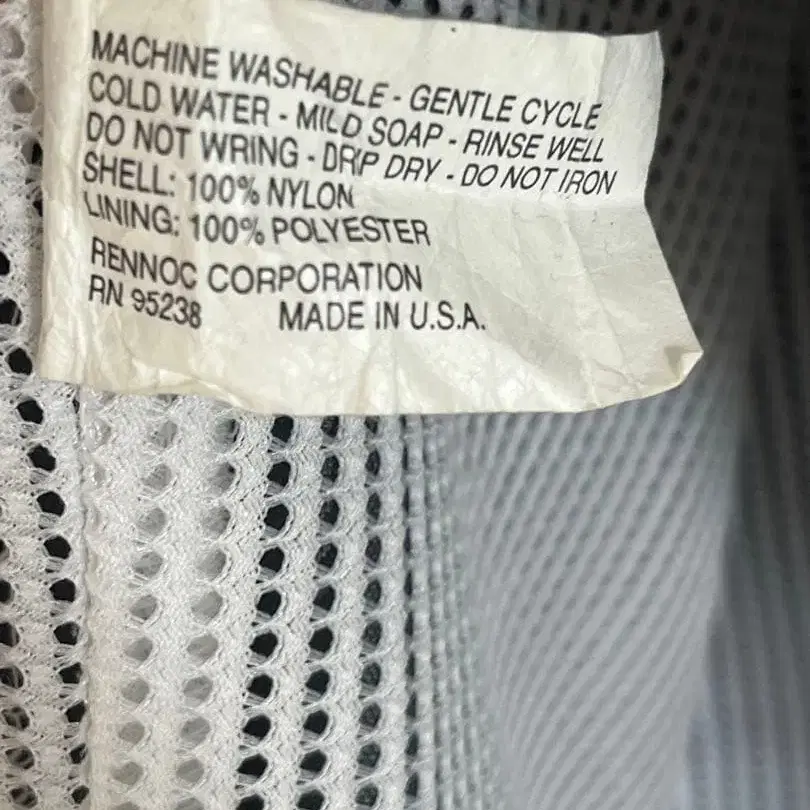 MACHINE WASHABLE - GENTLE CYCLE
COLD WATER - MILD SOAP - RINSE WELL
DO NOT WRING - DRIP DRY - DO NOT IRON
SHELL: 100% NYLON
LINING: 100% POLYESTER
RENNOC CORPORATION
RN 95238 MADE IN U.S.A.